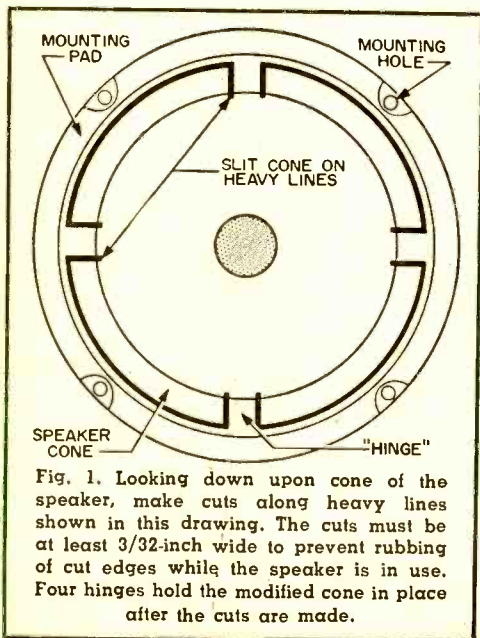 MOUNTING
PAD
MOUNTING
HOLE
SLIT CONE ON
HEAVY LINES
SPEAKER
CONE
"HINGE"
Fig. 1. Looking down upon cone of the
speaker, make cuts along heavy lines
shown in this drawing. The cuts must be
at least 3/32-inch wide to prevent rubbing
of cut edges while the speaker is in use.
Four hinges hold the modified cone in place
after the cuts are made.